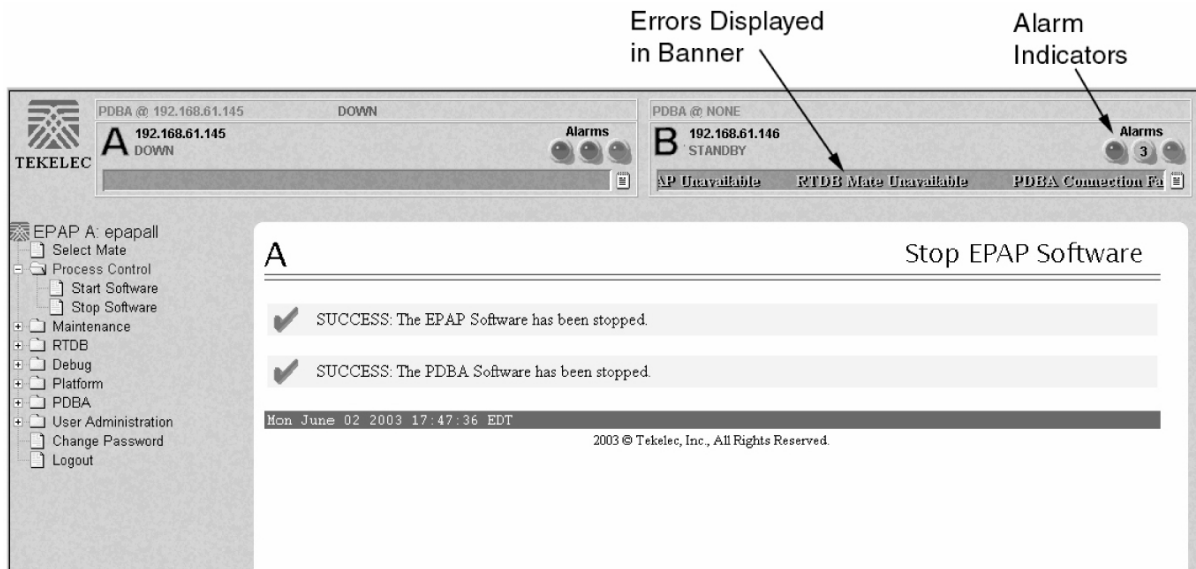 Errors Displayed
in Banner
Alarm
Indicators
TEKELEC
PDBA @ 192.168.61.145 DOWN
A 192.168.61.145
DOWN
Alarms
PDBA @ NONE
B 192.168.61.146
STANDBY
Alarms
3
AP Unavailable RTDB Mate Unavailable PDBA Connection Fa
EPAP A: epapall
Select Mate
Process Control
Start Software
Stop Software
Maintenance
RTDB
Debug
Platform
PDBA
User Administration
Change Password
Logout
A
Stop EPAP Software
SUCCESS: The EPAP Software has been stopped.
SUCCESS: The PDBA Software has been stopped.
Mon June 02 2003 17:47:36 EDT
2003 © Tekelec, Inc., All Rights Reserved.